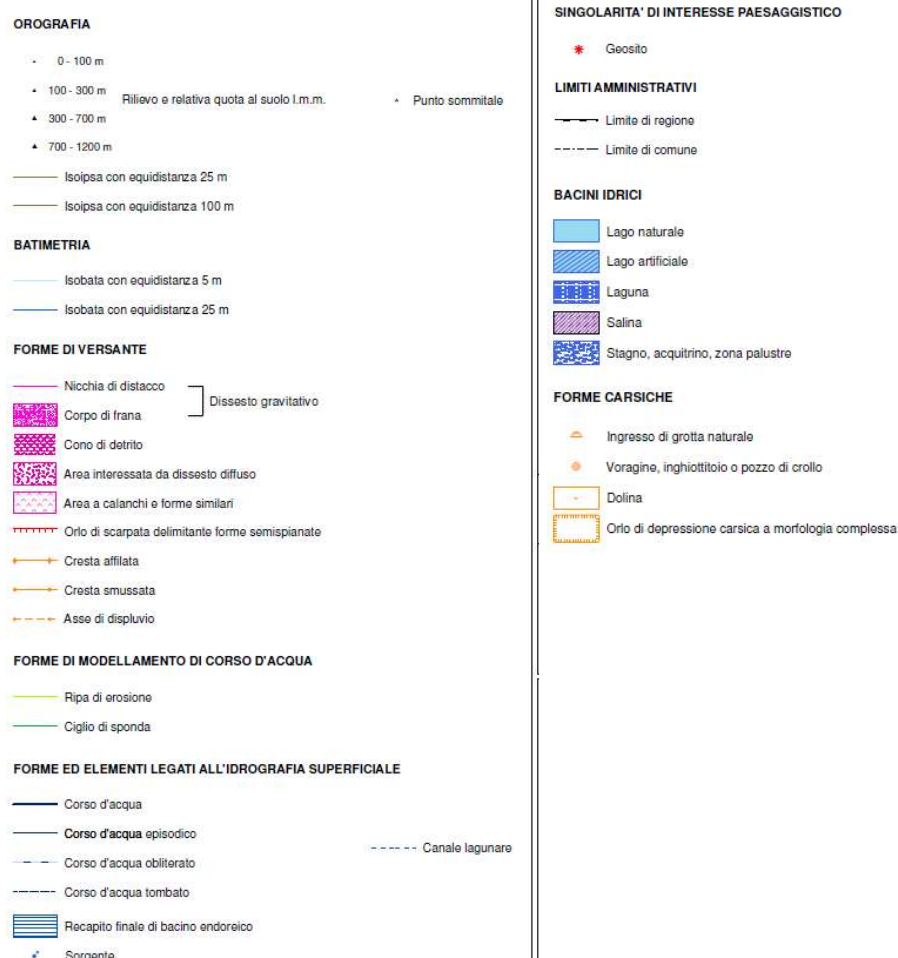 OROGRAFIA
0 - 100 m
100 - 300 m
Rilievo e relativa quota al suolo l.m.m.
Punto sommitale
300 - 700 m
700 - 1200 m
Isoipsa con equidistanza 25 m
Isoipsa con equidistanza 100 m
BATIMETRIA
Isobata con equidistanza 5 m
Isobata con equidistanza 25 m
FORME DI VERSANTE
Nicchia di distacco
Dissesto gravitativo
Corpo di frana
Cono di detrito
Area interessata da dissesto diffuso
Area a calanchi e forme similari
Orlo di scarpata delimitante forme semispianate
Cresta affilata
Cresta smussata
Asse di displuvio
FORME DI MODELLAMENTO DI CORSO D'ACQUA
Ripa di erosione
Ciglio di sponda
FORME ED ELEMENTI LEGATI ALL'IDROGRAFIA SUPERFICIALE
Corso d'acqua
Corso d'acqua episodico
Canale lagunare
Corso d'acqua obliterato
Corso d'acqua tombato
Recapito finale di bacino endoreico
Sorgente
SINGOLARITA' DI INTERESSE PAESAGGISTICO
Geosito
LIMITI AMMINISTRATIVI
Limite di regione
Limite di comune
BACINI IDRICI
Lago naturale
Lago artificiale
Laguna
Salina
Stagno, acquitrino, zona palustre
FORME CARSICHE
Ingresso di grotta naturale
Voragine, inghiottitoio o pozzo di crollo
Dolina
Orlo di depressione carsica a morfologia complessa